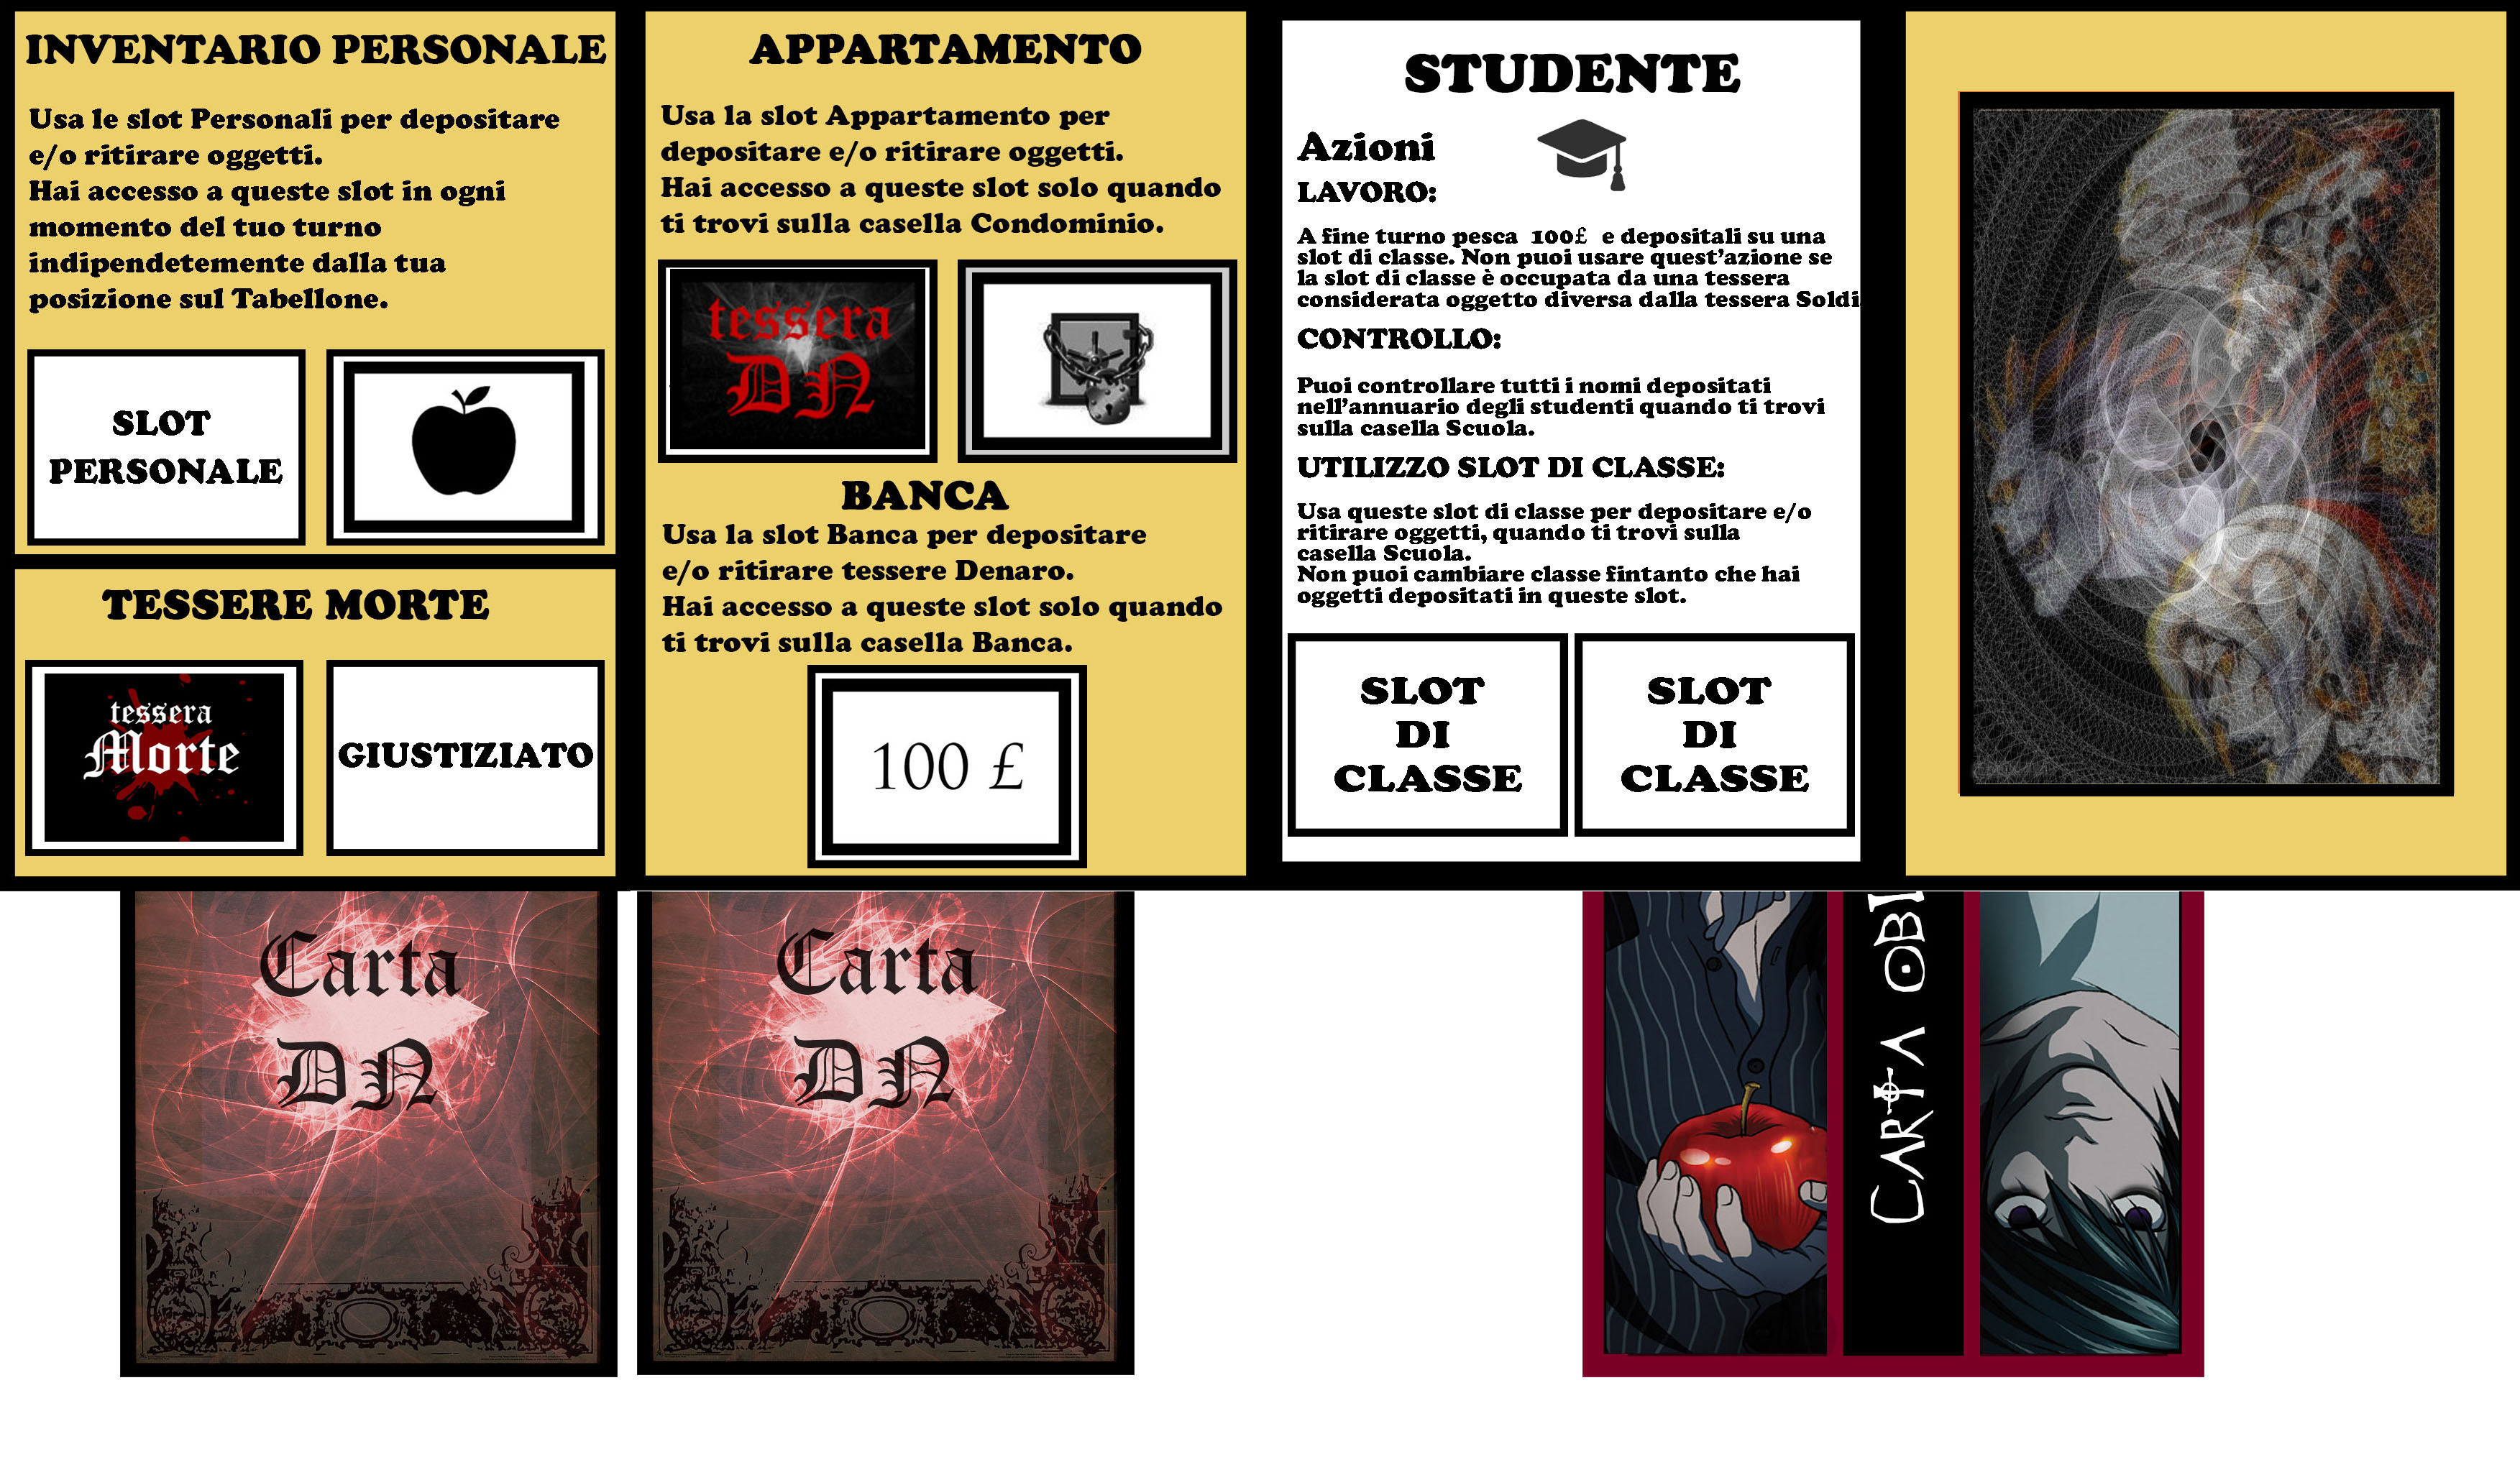 INVENTARIO PERSONALE
Usa le slot Personali per depositare
e/o ritirare oggetti.
Hai accesso a queste slot in ogni
momento del tuo turno
indipendetemente dalla tua
posizione sul Tabellone.
SLOT
PERSONALE
TESSERE MORTE
tessera
Morte
GIUSTIZIATO
APPARTAMENTO
Usa la slot Appartamento per
depositare e/o ritirare oggetti.
Hai accesso a queste slot solo quando
ti trovi sulla casella Condominio.
tessera
DN
BANCA
Usa la slot Banca per depositare
e/o ritirare tessere Denaro.
Hai accesso a queste slot solo quando
ti trovi sulla casella Banca.
100 £
STUDENTE
Azioni
LAVORO:
A fine turno pesca 100£ e depositali su una
slot di classe. Non puoi usare quest'azione se
la slot di classe è occupata da una tessera
considerata oggetto diversa dalla tessera Soldi
CONTROLLO:
Puoi controllare tutti i nomi depositati
nell'annuario degli studenti quando ti trovi
sulla casella Scuola.
UTILIZZO SLOT DI CLASSE:
Usa queste slot di classe per depositare e/o
ritirare oggetti, quando ti trovi sulla
casella Scuola.
Non puoi cambiare classe fintanto che hai
oggetti depositati in queste slot.
SLOT
DI
CLASSE
SLOT
DI
CLASSE
Carta
DN
Carta
DN
CARTA OBI